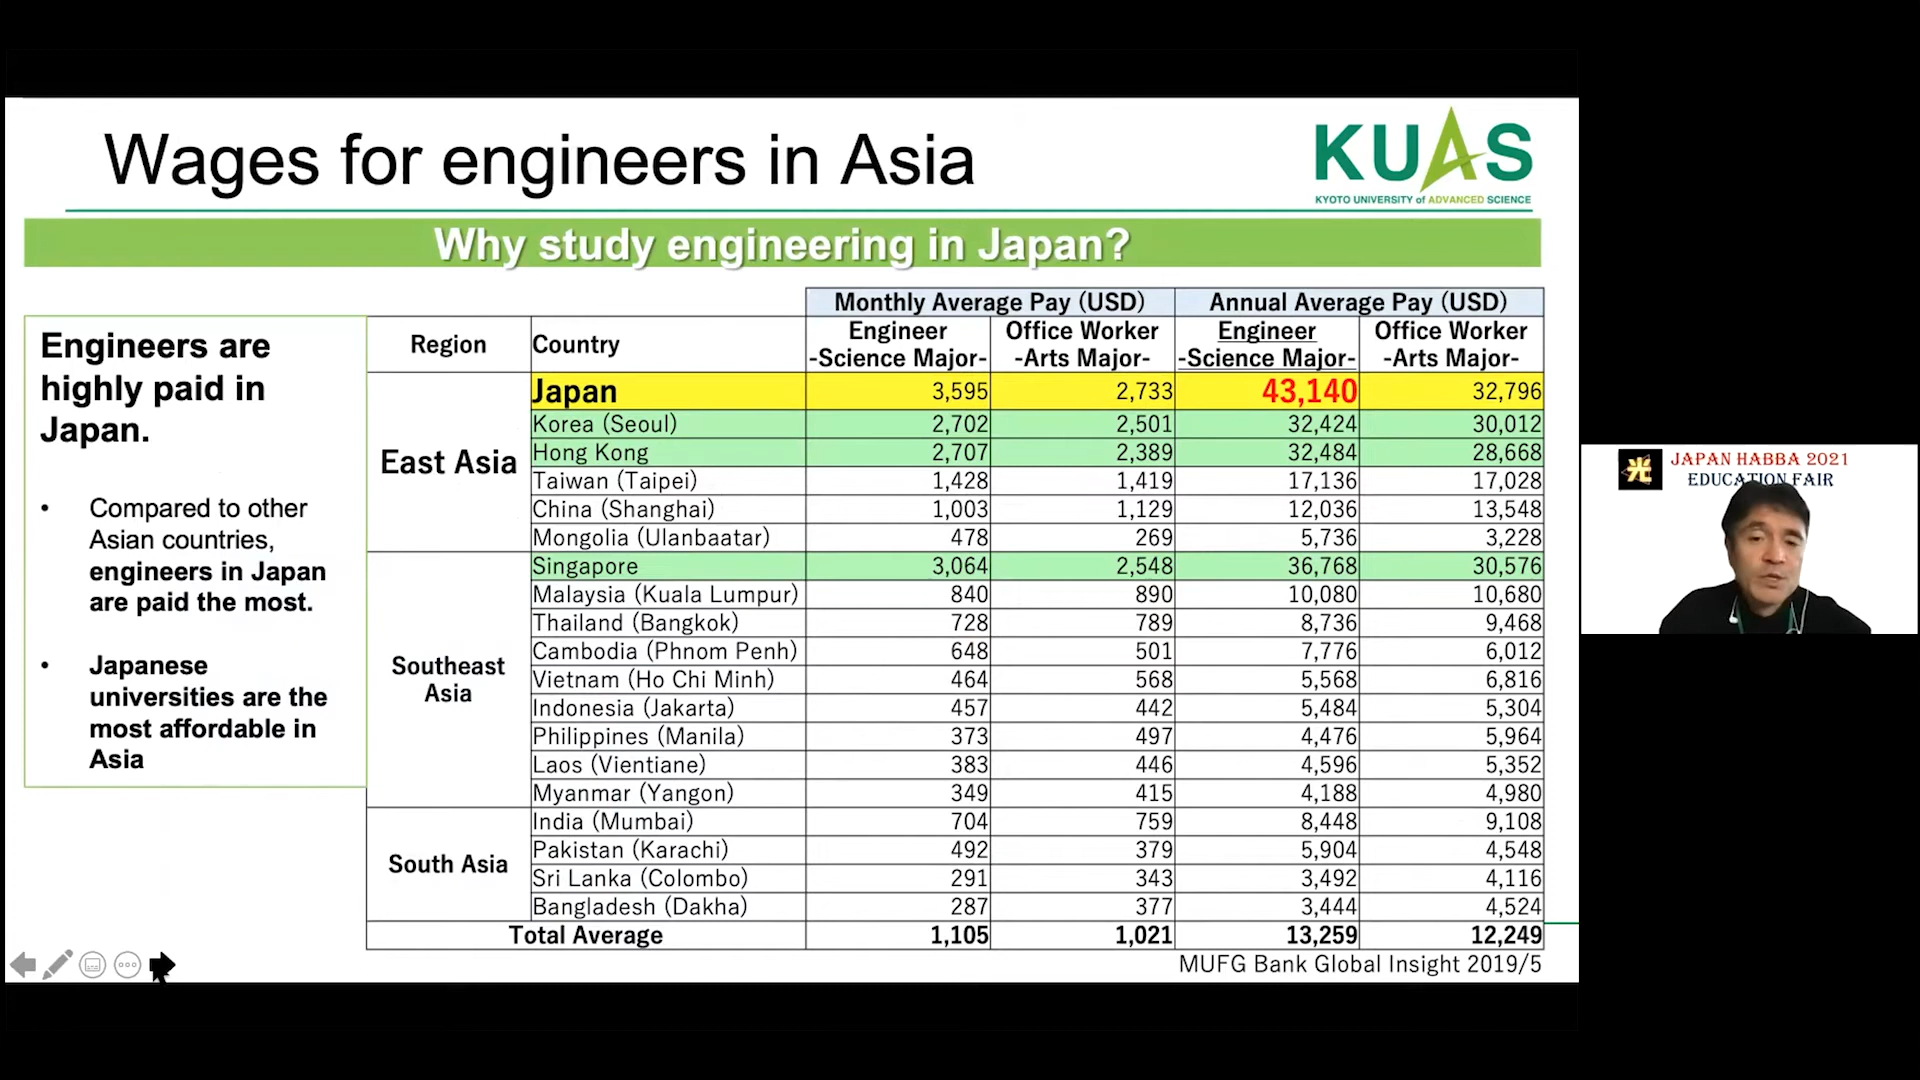 Wages for engineers in Asia
KUAS
KYOTO UNIVERSITY of ADVANCED SCIENCE
Why study engineering in Japan?
Engineers are
highly paid in
Japan.
• Compared to other
Asian countries,
engineers in Japan
are paid the most.
• Japanese
universities are the
most affordable in
Asia
Monthly Average Pay (USD) Annual Average Pay (USD)
Region Country Engineer -Science Major- Office Worker -Arts Major- Engineer -Science Major- Office Worker -Arts Major-
East Asia
Japan 3,595 2,733 43,140 32,796
Korea (Seoul) 2,702 2,501 32,424 30,012
Hong Kong 2,707 2,389 32,484 28,668
Taiwan (Taipei) 1,428 1,419 17,136 17,028
China (Shanghai) 1,003 1,129 12,036 13,548
Mongolia (Ulanbaatar) 478 269 5,736 3,228
Southeast
Asia
Singapore 3,064 2,548 36,768 30,576
Malaysia (Kuala Lumpur) 840 890 10,080 10,680
Thailand (Bangkok) 728 789 8,736 9,468
Cambodia (Phnom Penh) 648 501 7,776 6,012
Vietnam (Ho Chi Minh) 464 568 5,568 6,816
Indonesia (Jakarta) 457 442 5,484 5,304
Philippines (Manila) 373 497 4,476 5,964
Laos (Vientiane) 383 446 4,596 5,352
Myanmar (Yangon) 349 415 4,188 4,980
South Asia
India (Mumbai) 704 759 8,448 9,108
Pakistan (Karachi) 492 379 5,904 4,548
Sri Lanka (Colombo) 291 343 3,492 4,116
Bangladesh (Dakha) 287 377 3,444 4,524
Total Average 1,105 1,021 13,259 12,249
MUFG Bank Global Insight 2019/5
光
JAPAN HABBA 2021
EDUCATION FAIR